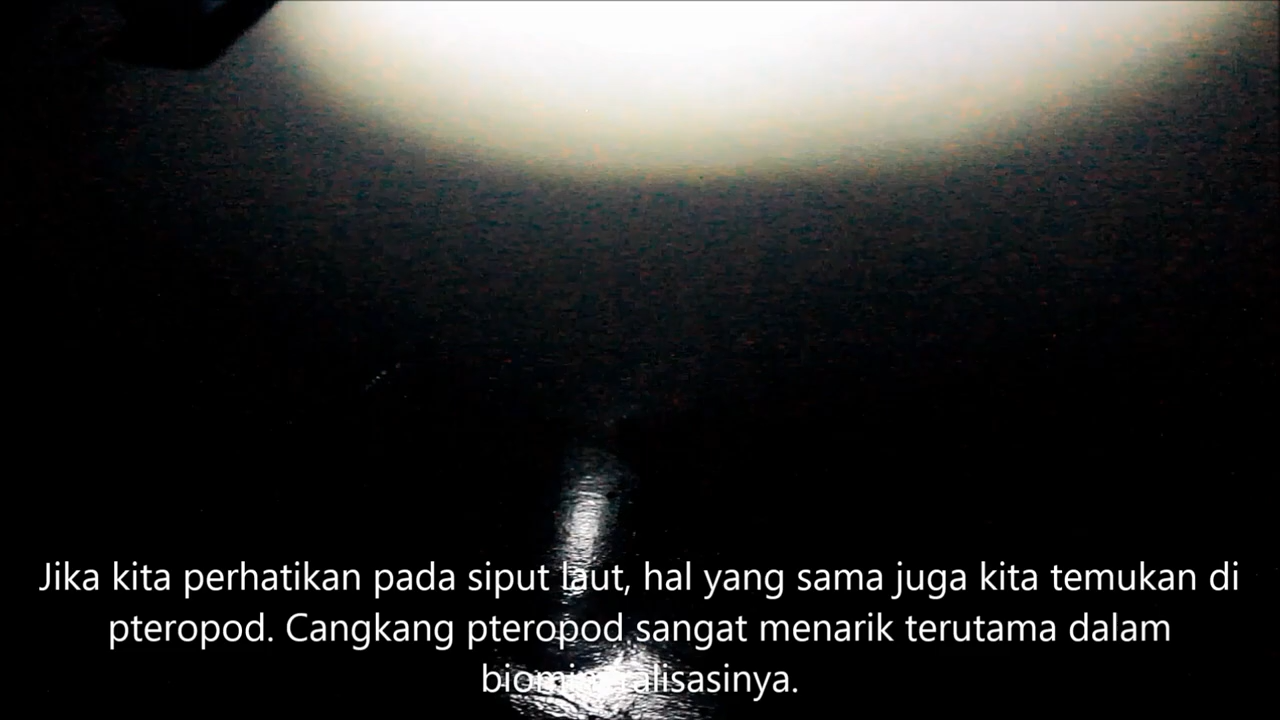 Jika kita perhatikan pada siput laut, hal yang sama juga kita temukan di
pteropod. Cangkang pteropod sangat menarik terutama dalam
biomineralisasinya.